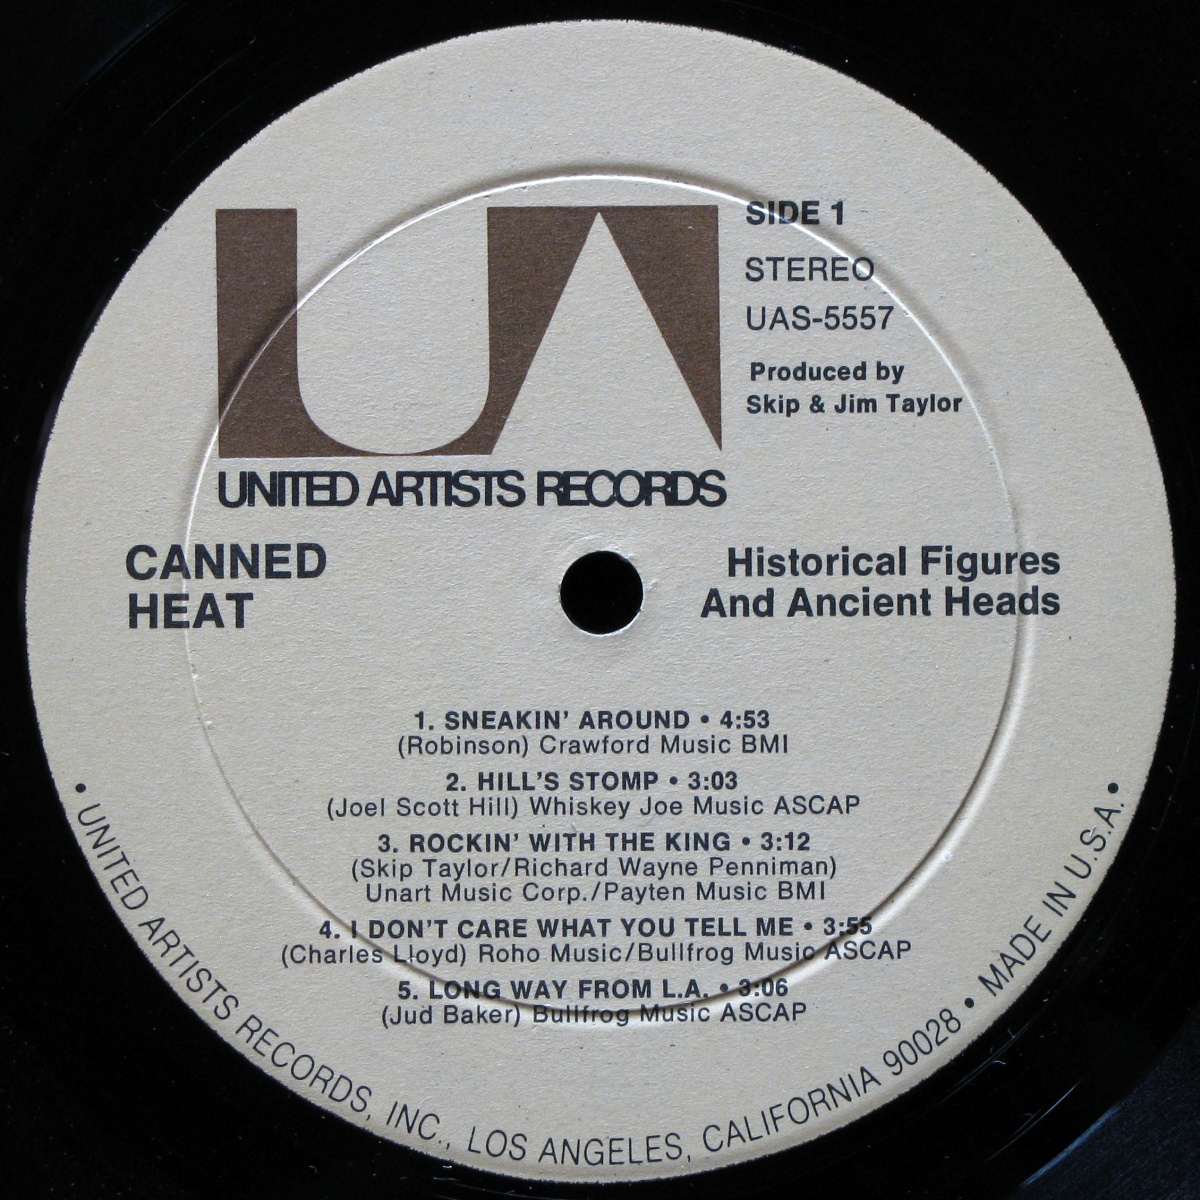 UA
SIDE 1
STEREO
UAS-5557
Produced by
Skip & Jim Taylor
UNITED ARTISTS RECORDS
CANNED
HEAT
Historical Figures
And Ancient Heads
1. SNEAKIN' AROUND • 4:53
(Robinson) Crawford Music BMI
2. HILL'S STOMP • 3:03
(Joel Scott Hill) Whiskey Joe Music ASCAP
3. ROCKIN' WITH THE KING • 3:12
(Skip Taylor/Richard Wayne Penniman)
Unart Music Corp./Payten Music BMI
4. I DON'T CARE WHAT YOU TELL ME • 3:55
(Charles Lloyd) Roho Music/Bullfrog Music ASCAP
5. LONG WAY FROM L.A. • 3:06
(Jud Baker) Bullfrog Music ASCAP
• UNITED ARTISTS RECORDS, INC., LOS ANGELES, CALIFORNIA 90028 • MADE IN U.S.A. •